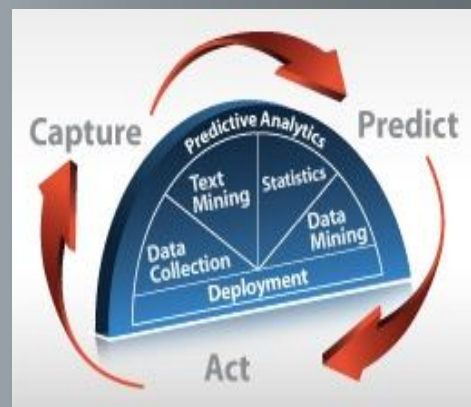 Capture
Predictive Analytics
Predict
Text
Mining
Statistics
Data
Collection
Data
Mining
Deployment
Act